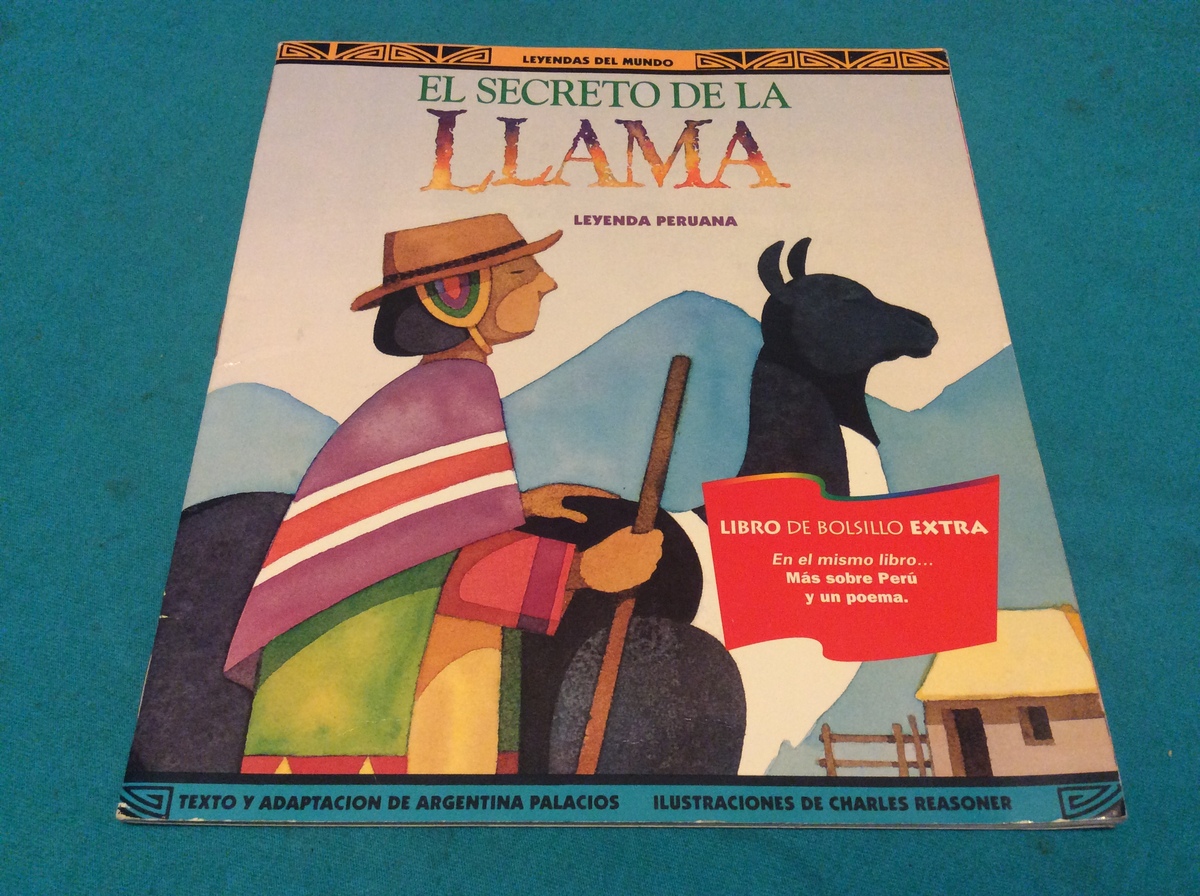 LEYENDAS DEL MUNDO
EL SECRETO DE LA
LLAMA
LEYENDA PERUANA
LIBRO DE BOLSILLO EXTRA
En el mismo libro...
Más sobre Perú
y un poema.
TEXTO Y ADAPTACION DE ARGENTINA PALACIOS ILUSTRACIONES DE CHARLES REASONER